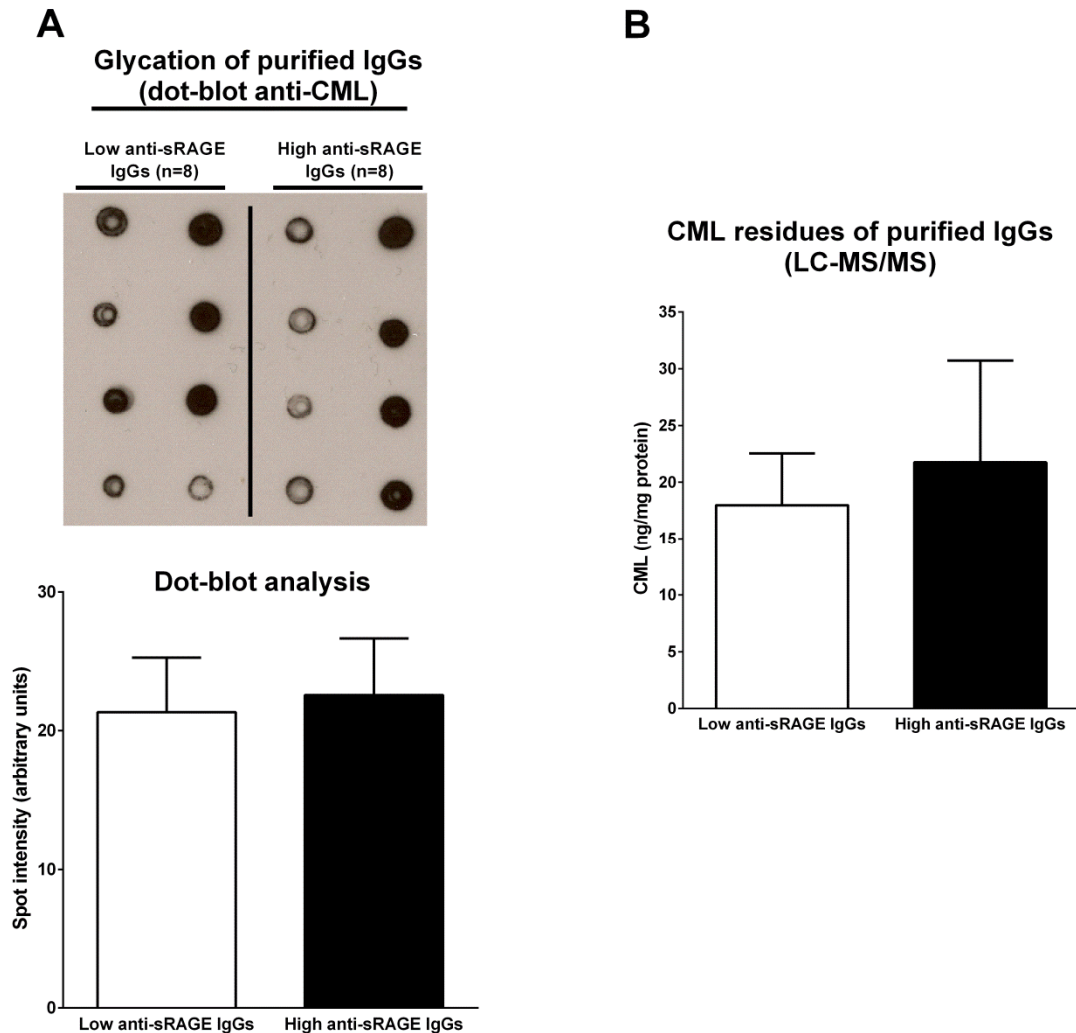 A
Glycation of purified IgGs
(dot-blot anti-CML)
Low anti-sRAGE
IgGs (n=8)
High anti-sRAGE
IgGs (n=8)
Dot-blot analysis
Spot intensity (arbitrary units)
30
20
10
0
Low anti-sRAGE IgGs
High anti-sRAGE IgGs
B
CML residues of purified IgGs
(LC-MS/MS)
CML (ng/mg protein)
35
30
25
20
15
10
5
0
Low anti-sRAGE IgGs
High anti-sRAGE IgGs